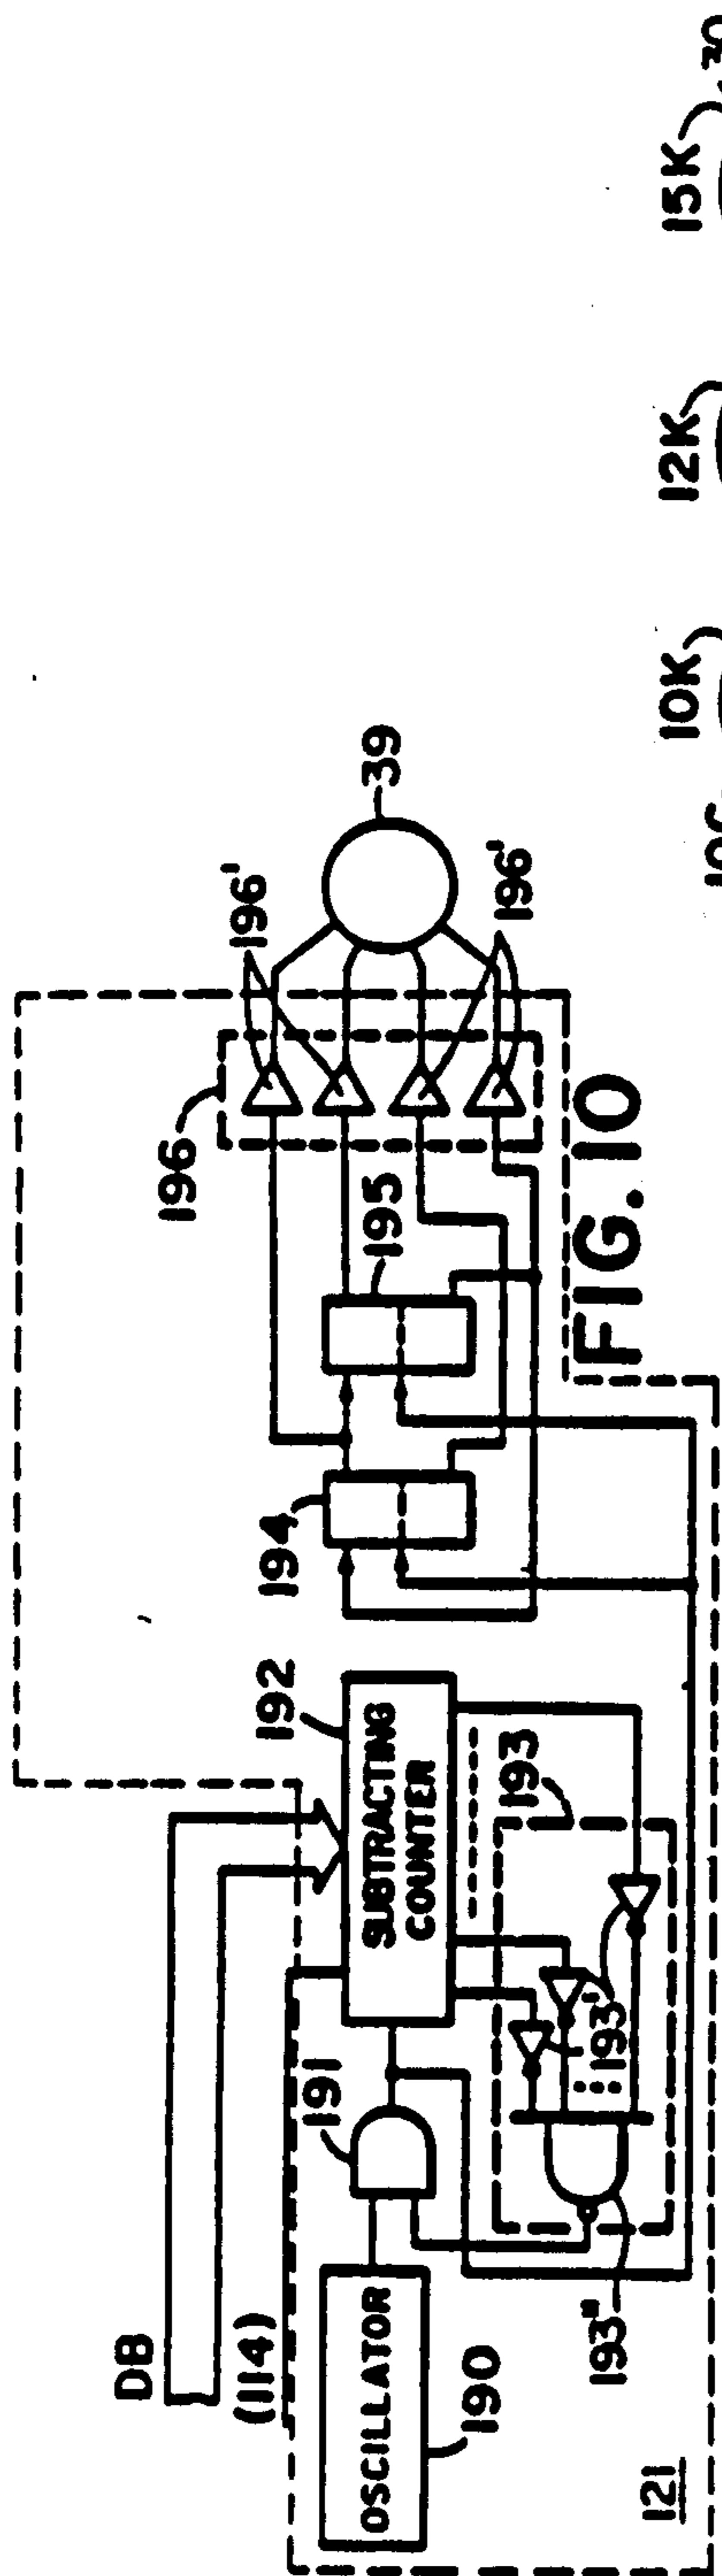 DB
(114)
OSCILLATOR
190
191
192
SUBTRACTING
COUNTER
193
193'
193"
121
194
195
196
196'
196'
39
FIG. 10
10K
12K
15K